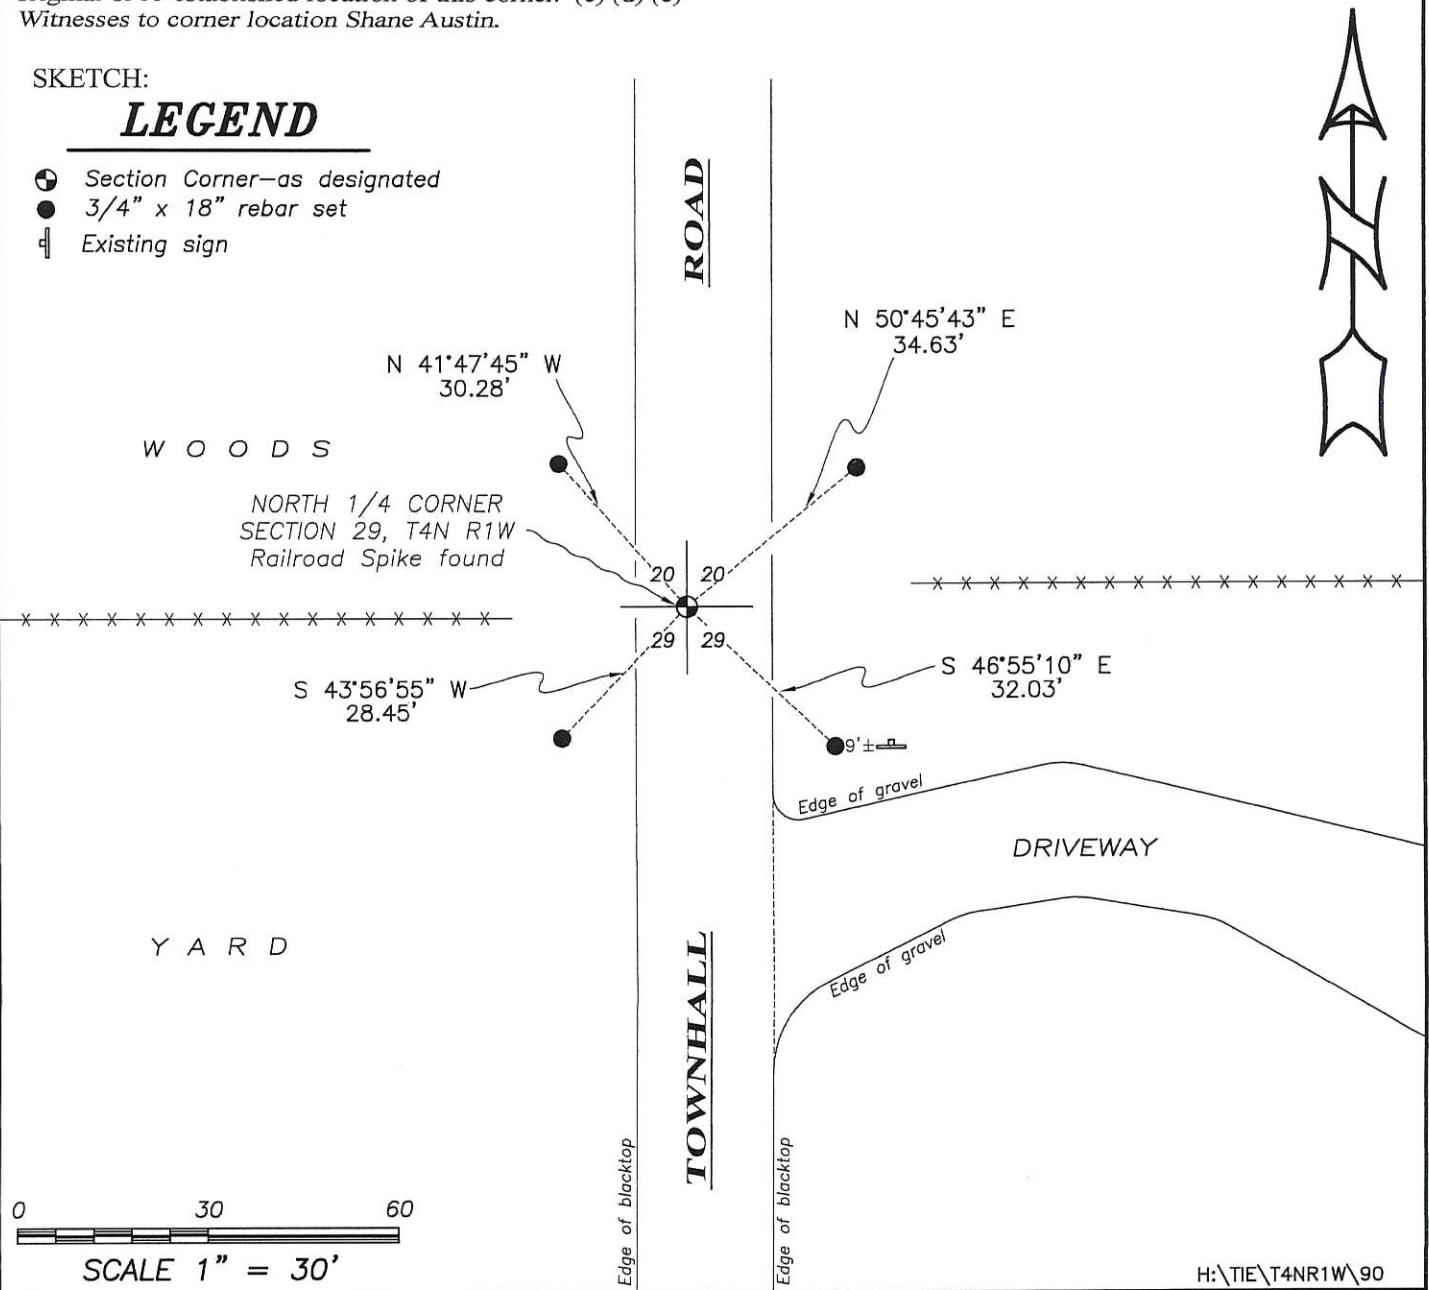 Witnesses to corner location Shane Austin.
SKETCH:
LEGEND
Section Corner—as designated
3/4" x 18" rebar set
Existing sign
ROAD
N 50°45'43" E
34.63'
N 41°47'45" W
30.28'
W O O D S
NORTH 1/4 CORNER
SECTION 29, T4N R1W
Railroad Spike found
20 20
29 29
S 43°56'55" W
28.45'
S 46°55'10" E
32.03'
9'±
Edge of gravel
DRIVEWAY
Y A R D
Edge of gravel
TOWNHALL
Edge of blacktop
Edge of blacktop
0 30 60
SCALE 1" = 30'
H:\TIE\T4NR1W\90